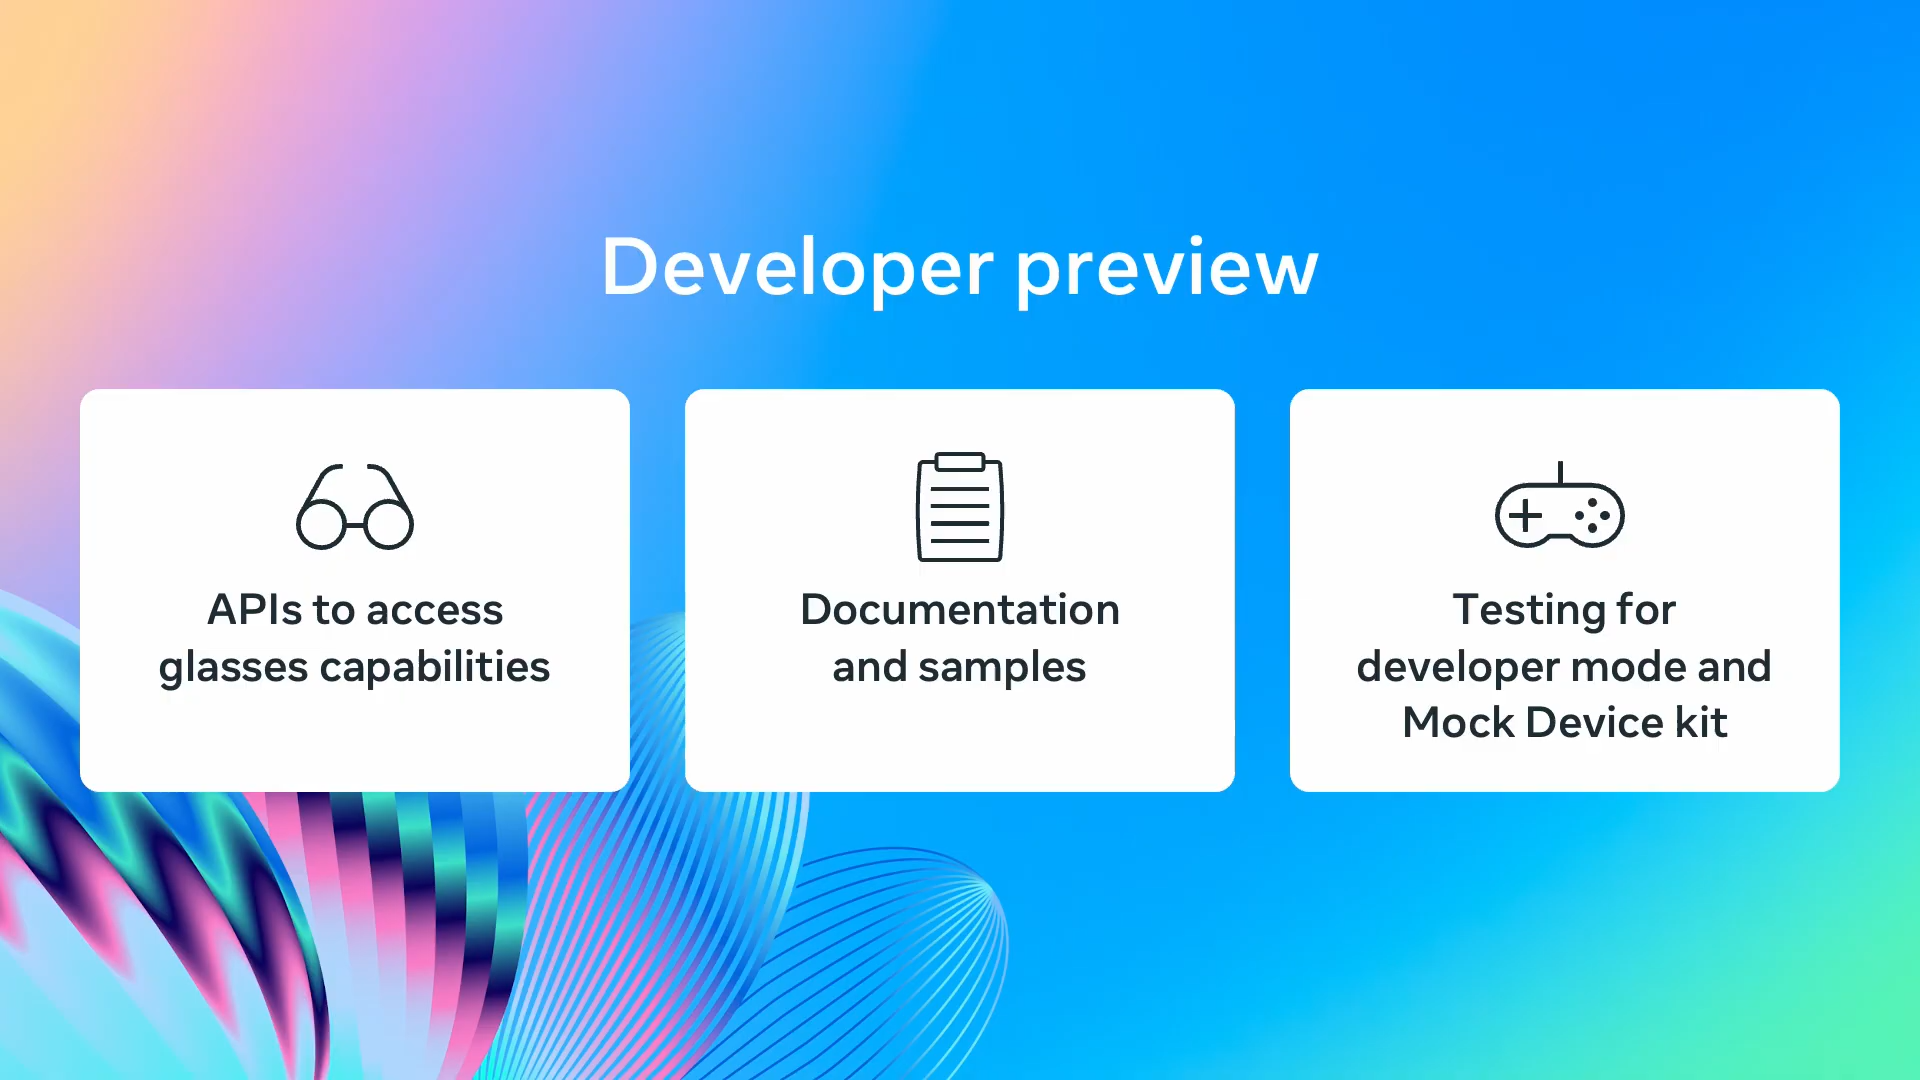 Developer preview
APIs to access
glasses capabilities
Documentation
and samples
Testing for
developer mode and
Mock Device kit